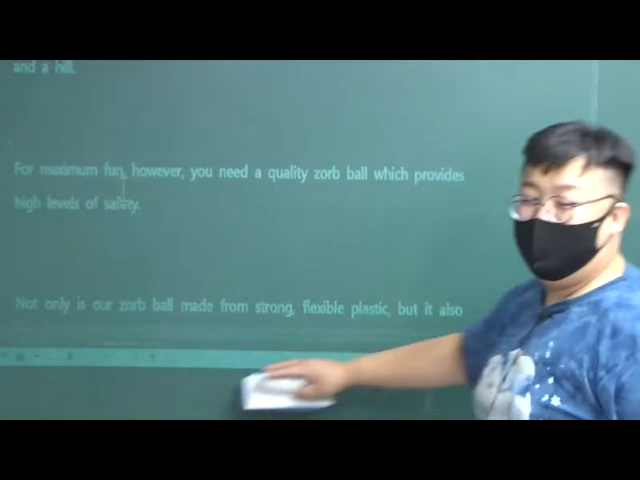 and a hill.
For maximum fun, however, you need a quality zorb ball which provides
high levels of safety.
Not only is our zorb ball made from strong, flexible plastic, but it also